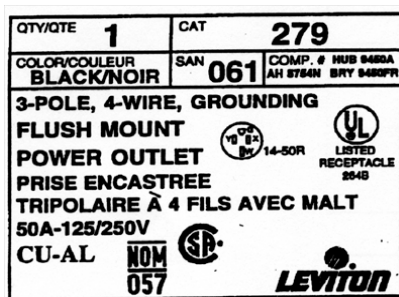 QTY/QTE 1 CAT 279
COLOR/COULEUR BLACK/NOIR SAN 061 COMP. # HUB 9450A
AH 5754N BRY 9450FR
3-POLE, 4-WIRE, GROUNDING
FLUSH MOUNT
POWER OUTLET 14-50R
UL
LISTED
RECEPTACLE
264B
PRISE ENCASTREE
TRIPOLAIRE À 4 FILS AVEC MALT
50A-125/250V
CU-AL NOM
057
LEVITON